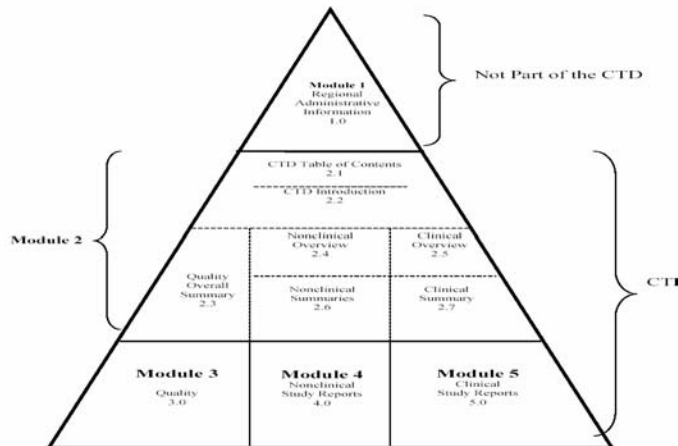 Module 1
Regional
Administrative
Information
1.0
Not Part of the CTD
CTD Table of Contents
2.1
CTD Introduction
2.2
Module 2
Nonclinical
Overview
2.4
Clinical
Overview
2.5
Quality
Overall
Summary
2.3
Nonclinical
Summaries
2.6
Clinical
Summary
2.7
Module 3
Quality
3.0
Module 4
Nonclinical
Study Reports
4.0
Module 5
Clinical
Study Reports
5.0